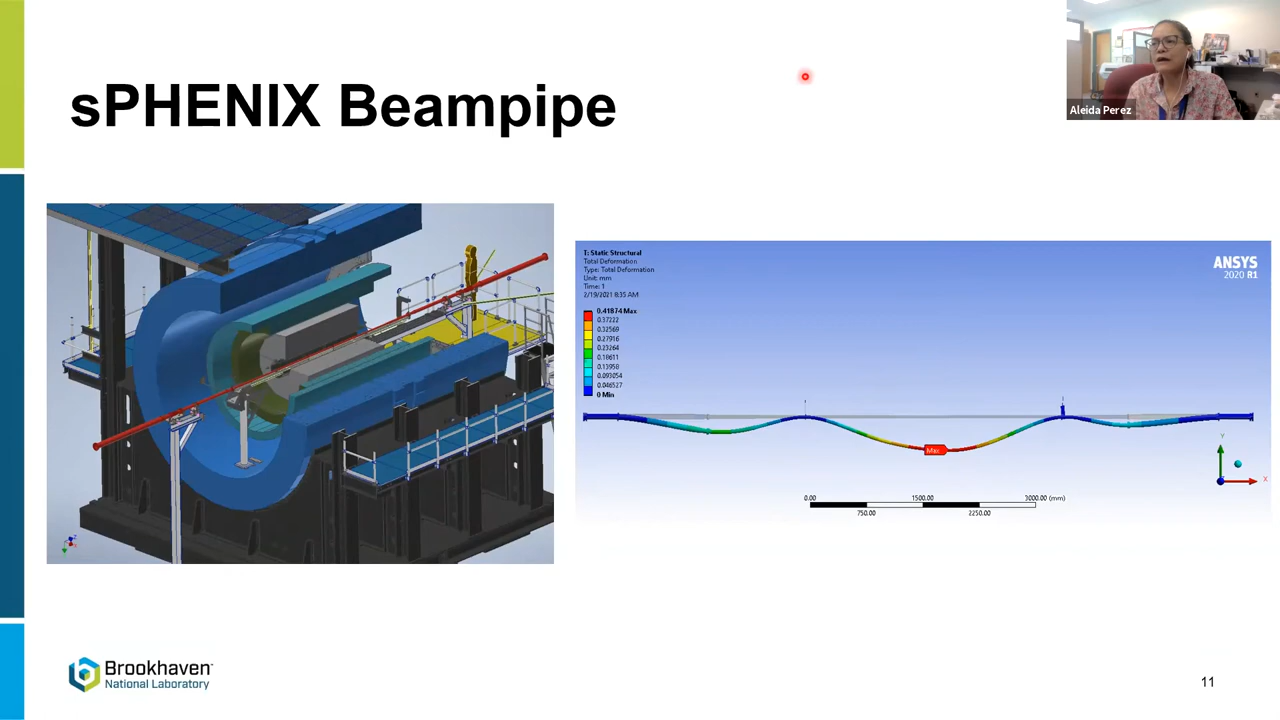 sPHENIX Beampipe
Aleida Perez
T: Static Structural
Total Deformation
Type: Total Deformation
Unit: mm
Time: 1
2/19/2021 8:35 AM
0.41874 Max
0.37222
0.32569
0.27916
0.23264
0.18611
0.13958
0.093054
0.046527
0 Min
ANSYS
2020 R1
Max
0.00
1500.00
3000.00 (mm)
750.00
2250.00
Y
X
Brookhaven
National Laboratory
11